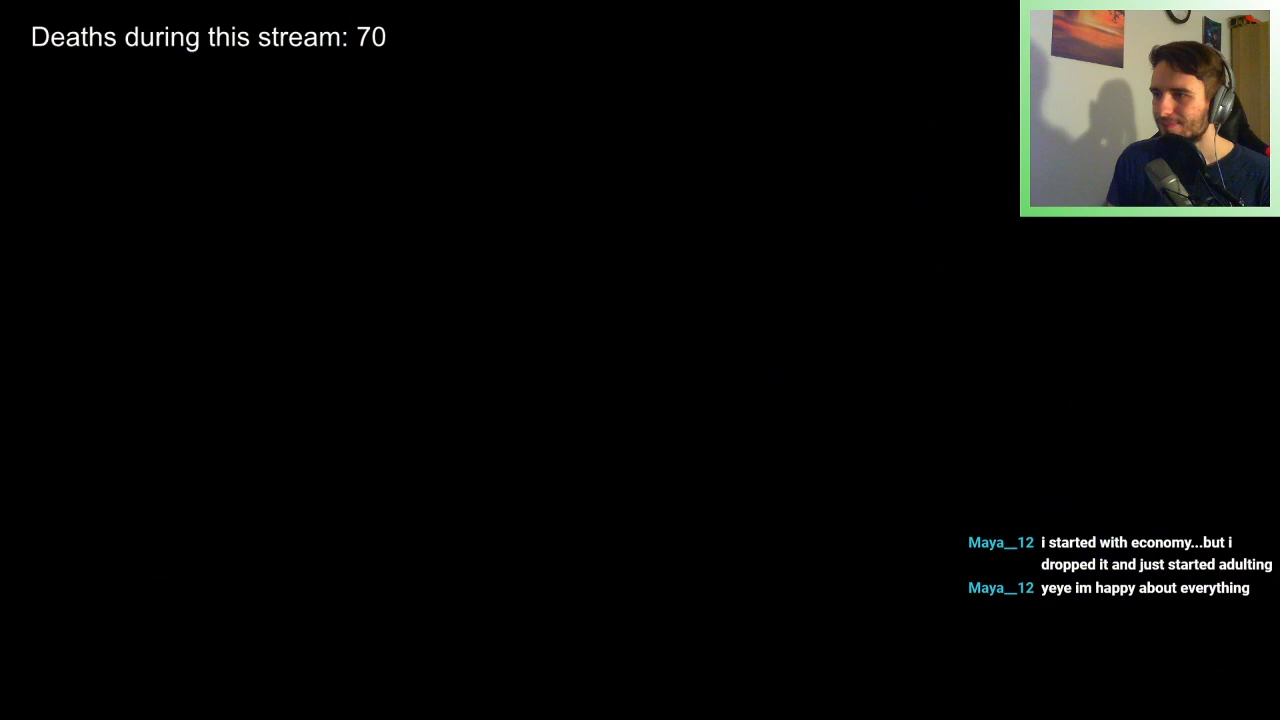 Deaths during this stream: 70
Maya__12 i started with economy...but i
dropped it and just started adulting
Maya__12 yeye im happy about everything